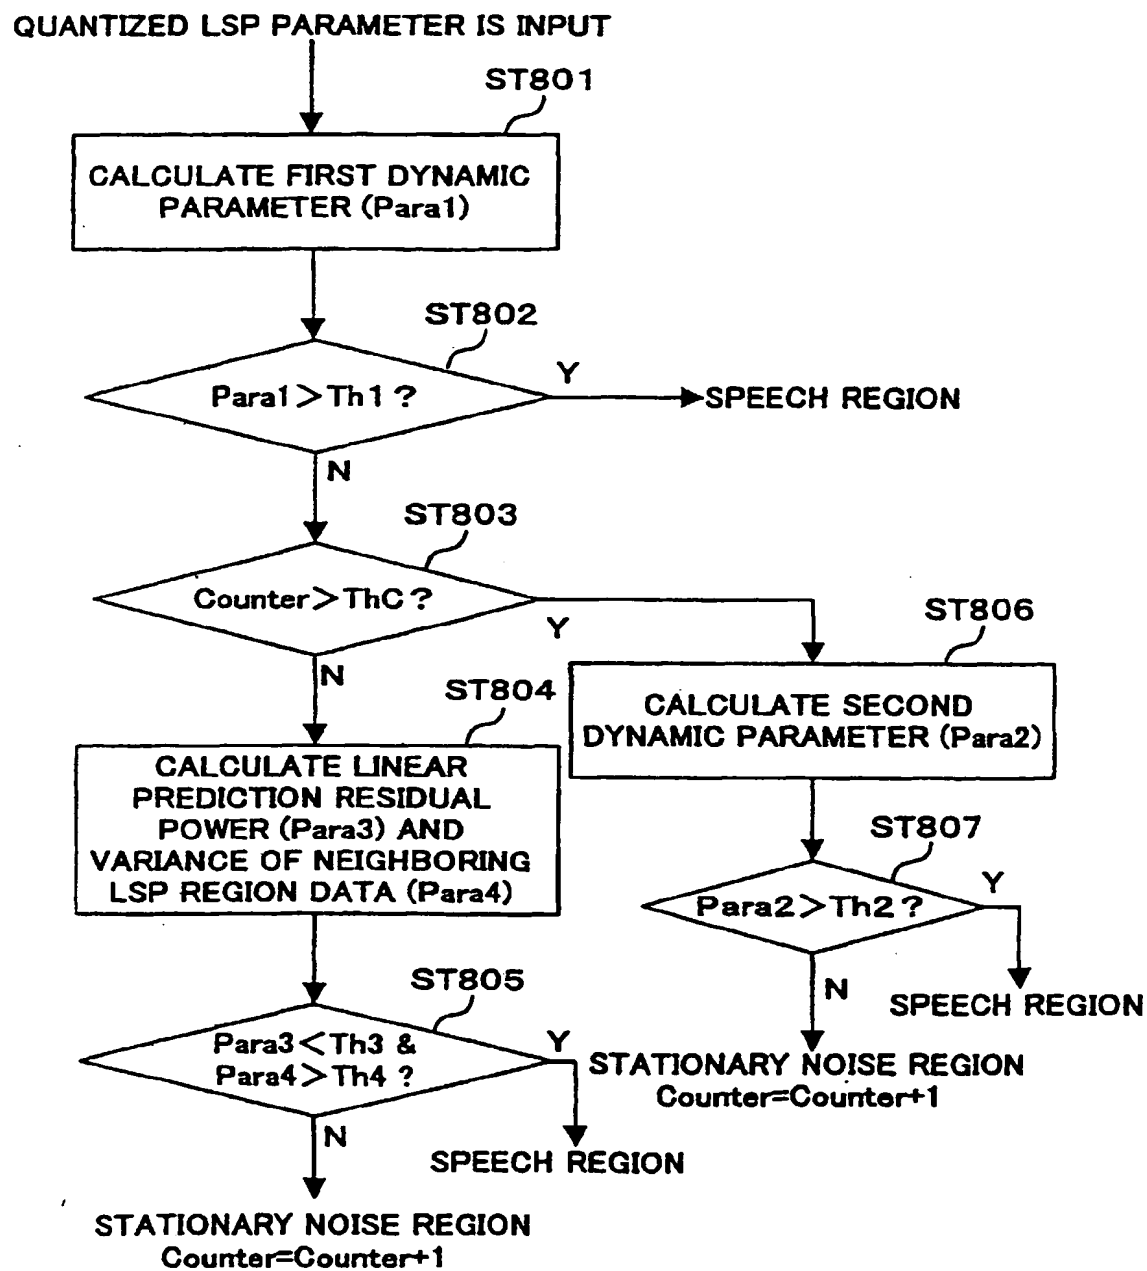 QUANTIZED LSP PARAMETER IS INPUT
ST801
CALCULATE FIRST DYNAMIC
PARAMETER (Para1)
ST802
Para1>Th1 ?
Y
SPEECH REGION
N
ST803
Counter>ThC ?
Y
N
ST806
CALCULATE SECOND
DYNAMIC PARAMETER (Para2)
ST804
CALCULATE LINEAR
PREDICTION RESIDUAL
POWER (Para3) AND
VARIANCE OF NEIGHBORING
LSP REGION DATA (Para4)
ST807
Para2>Th2 ?
Y
SPEECH REGION
N
STATIONARY NOISE REGION
Counter=Counter+1
ST805
Para3<Th3 &
Para4>Th4 ?
Y
SPEECH REGION
N
STATIONARY NOISE REGION
Counter=Counter+1